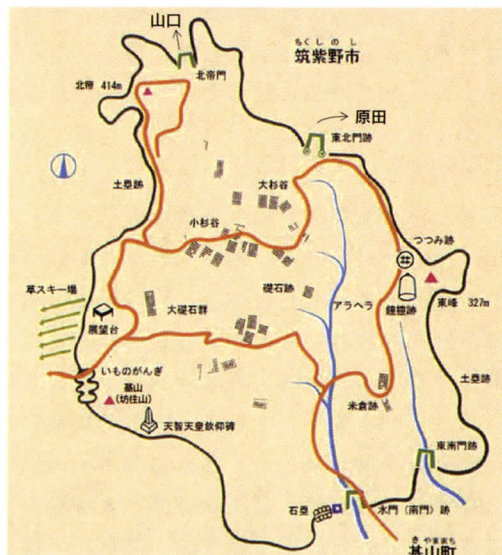 山口
ちくしのし
筑紫野市
北帝 414m
北帝門
原田
東北門跡
土塁跡
大杉谷
小杉谷
つつみ跡
草スキー場
展望台
大礎石群
礎石跡
アラヘラ
鐘撞跡
東峰 327m
いものがんぎ
基山
(坊住山)
土塁跡
米倉跡
天智天皇欽仰碑
東南門跡
石塁
水門(南門)跡
きやままち
基山町